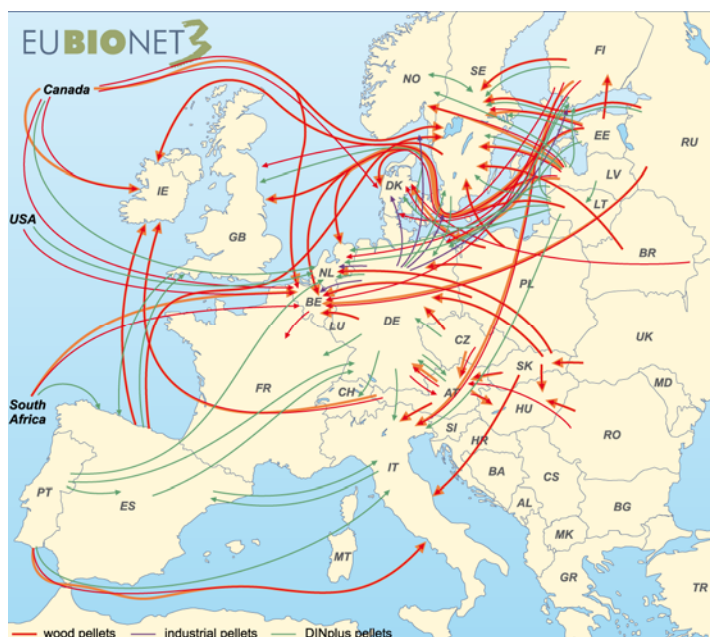 EUBIONET3
FI
NO
SE
Canada
EE
RU
LV
DK
IE
LT
USA
GB
BR
NL
PL
BE
DE
LU
UK
CZ
SK
MD
FR
CH
AT
HU
South
Africa
SI
RO
HR
IT
BA
CS
PT
ES
BG
AL
MK
MT
GR
TR
wood pellets industrial pellets DINplus pellets